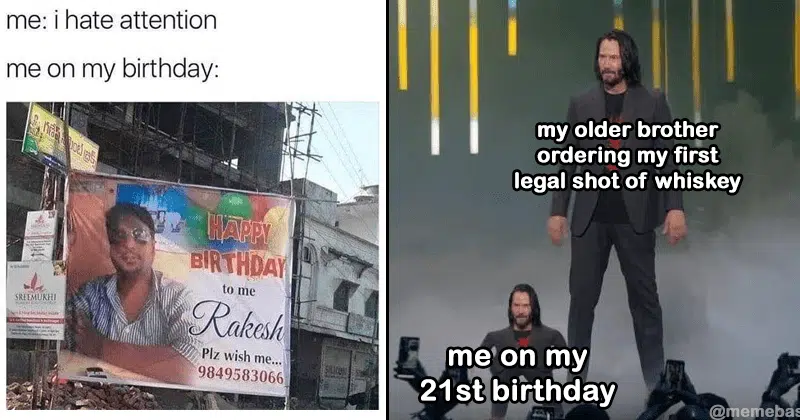 me: i hate attention
me on my birthday:
SREEMUKHI
HAPPY
BIRTHDAY
to me
Rakesh
Plz wish me...
9849583066
my older brother
ordering my first
legal shot of whiskey
me on my
21st birthday
@memebas